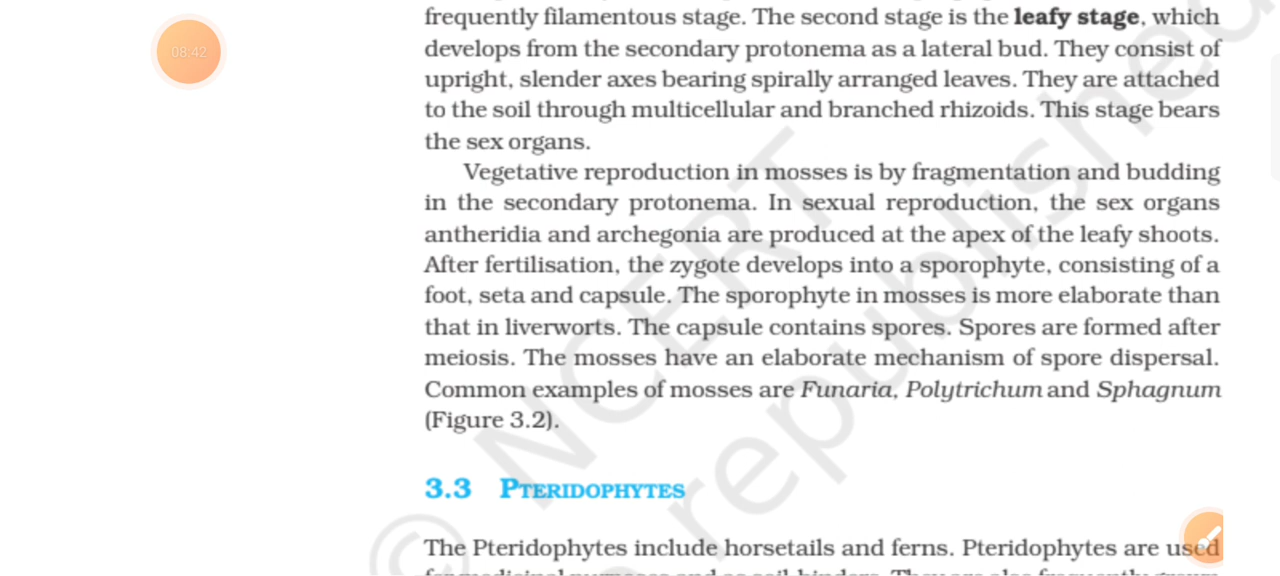 08:42
frequently filamentous stage. The second stage is the leafy stage, which
develops from the secondary protonema as a lateral bud. They consist of
upright, slender axes bearing spirally arranged leaves. They are attached
to the soil through multicellular and branched rhizoids. This stage bears
the sex organs.
Vegetative reproduction in mosses is by fragmentation and budding
in the secondary protonema. In sexual reproduction, the sex organs
antheridia and archegonia are produced at the apex of the leafy shoots.
After fertilisation, the zygote develops into a sporophyte, consisting of a
foot, seta and capsule. The sporophyte in mosses is more elaborate than
that in liverworts. The capsule contains spores. Spores are formed after
meiosis. The mosses have an elaborate mechanism of spore dispersal.
Common examples of mosses are Funaria, Polytrichum and Sphagnum
(Figure 3.2).
3.3 PTERIDOPHYTES
The Pteridophytes include horsetails and ferns. Pteridophytes are used
© NCERT
republished